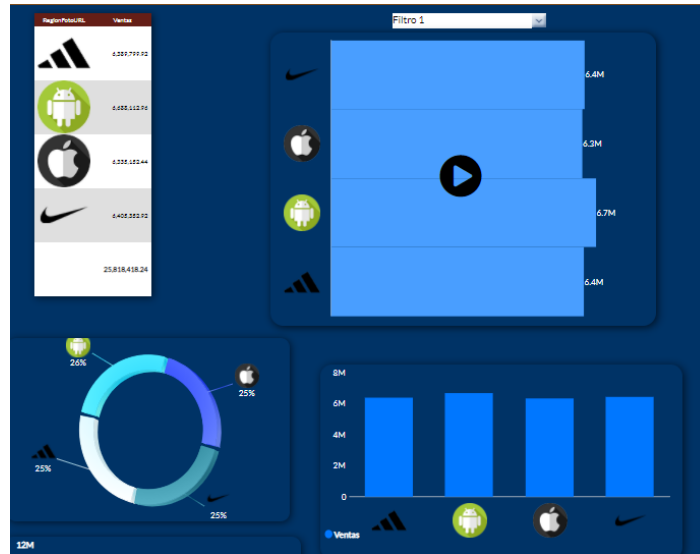 RegionFotoURL Ventas
6,389,799.92
6,688,112.96
6,335,152.44
6,405,352.92
25,818,418.24
Filtro 1
6.4M
6.3M
6.7M
6.4M
26%
25%
25%
25%
8M
6M
4M
2M
0
Ventas
12M